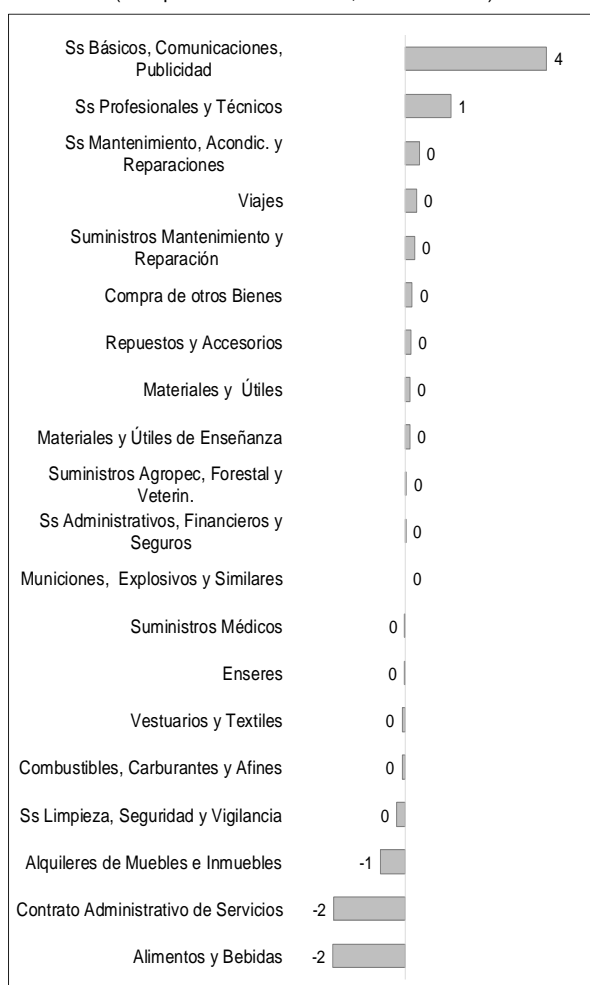 Ss Básicos, Comunicaciones,
Publicidad
4
Ss Profesionales y Técnicos
1
Ss Mantenimiento, Acondic. y
Reparaciones
0
Viajes
0
Suministros Mantenimiento y
Reparación
0
Compra de otros Bienes
0
Repuestos y Accesorios
0
Materiales y Útiles
0
Materiales y Útiles de Enseñanza
0
Suministros Agropec, Forestal y
Veterin.
0
Ss Administrativos, Financieros y
Seguros
0
Municiones, Explosivos y Similares
0
Suministros Médicos
0
Enseres
0
Vestuarios y Textiles
0
Combustibles, Carburantes y Afines
0
Ss Limpieza, Seguridad y Vigilancia
0
Alquileres de Muebles e Inmuebles
-1
Contrato Administrativo de Servicios
-2
Alimentos y Bebidas
-2